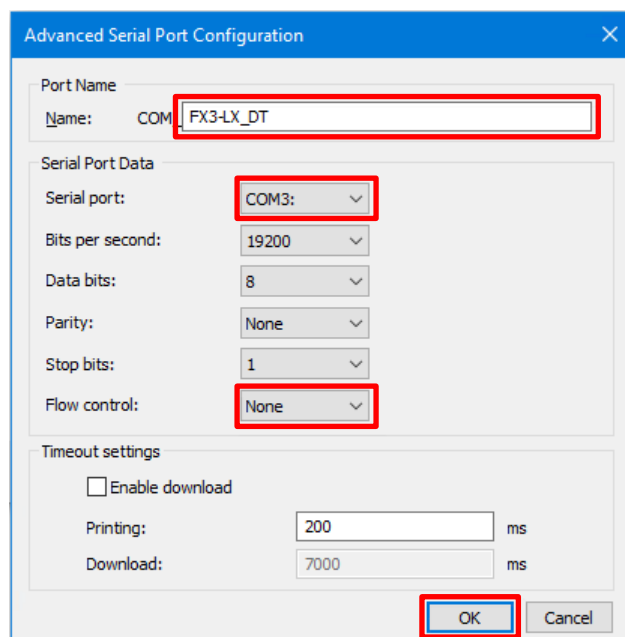 Advanced Serial Port Configuration
Port Name
Name: COM_ FX3-LX_DT
Serial Port Data
Serial port: COM3:
Bits per second: 19200
Data bits: 8
Parity: None
Stop bits: 1
Flow control: None
Timeout settings
Enable download
Printing: 200 ms
Download: 7000 ms
OK Cancel